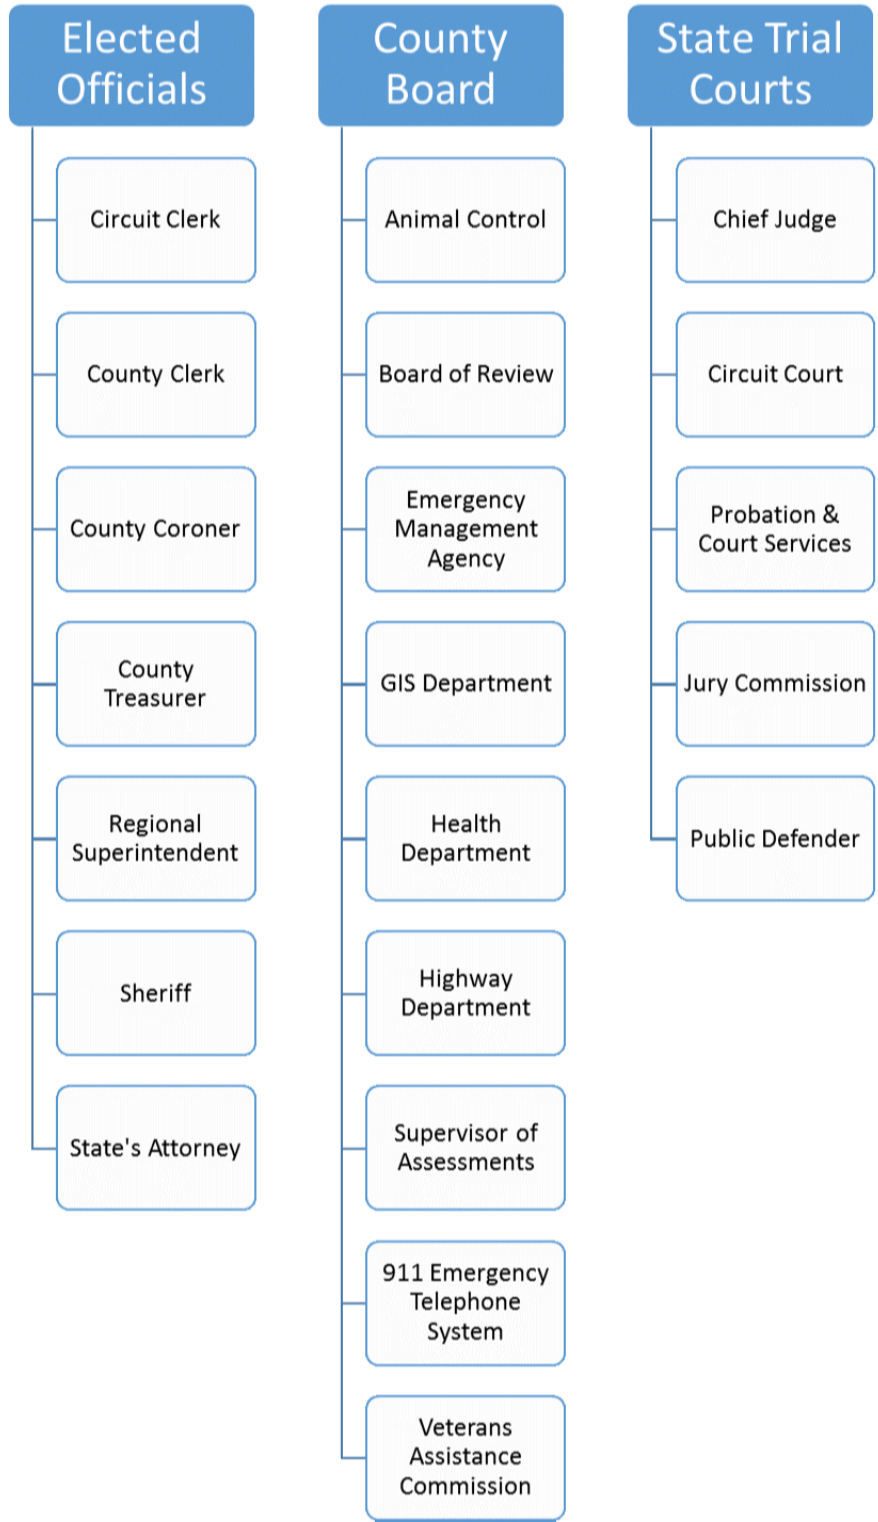 Elected
Officials
Circuit Clerk
County Clerk
County Coroner
County
Treasurer
Regional
Superintendent
Sheriff
State's Attorney
County
Board
Animal Control
Board of Review
Emergency
Management
Agency
GIS Department
Health
Department
Highway
Department
Supervisor of
Assessments
911 Emergency
Telephone
System
Veterans
Assistance
Commission
State Trial
Courts
Chief Judge
Circuit Court
Probation &
Court Services
Jury Commission
Public Defender